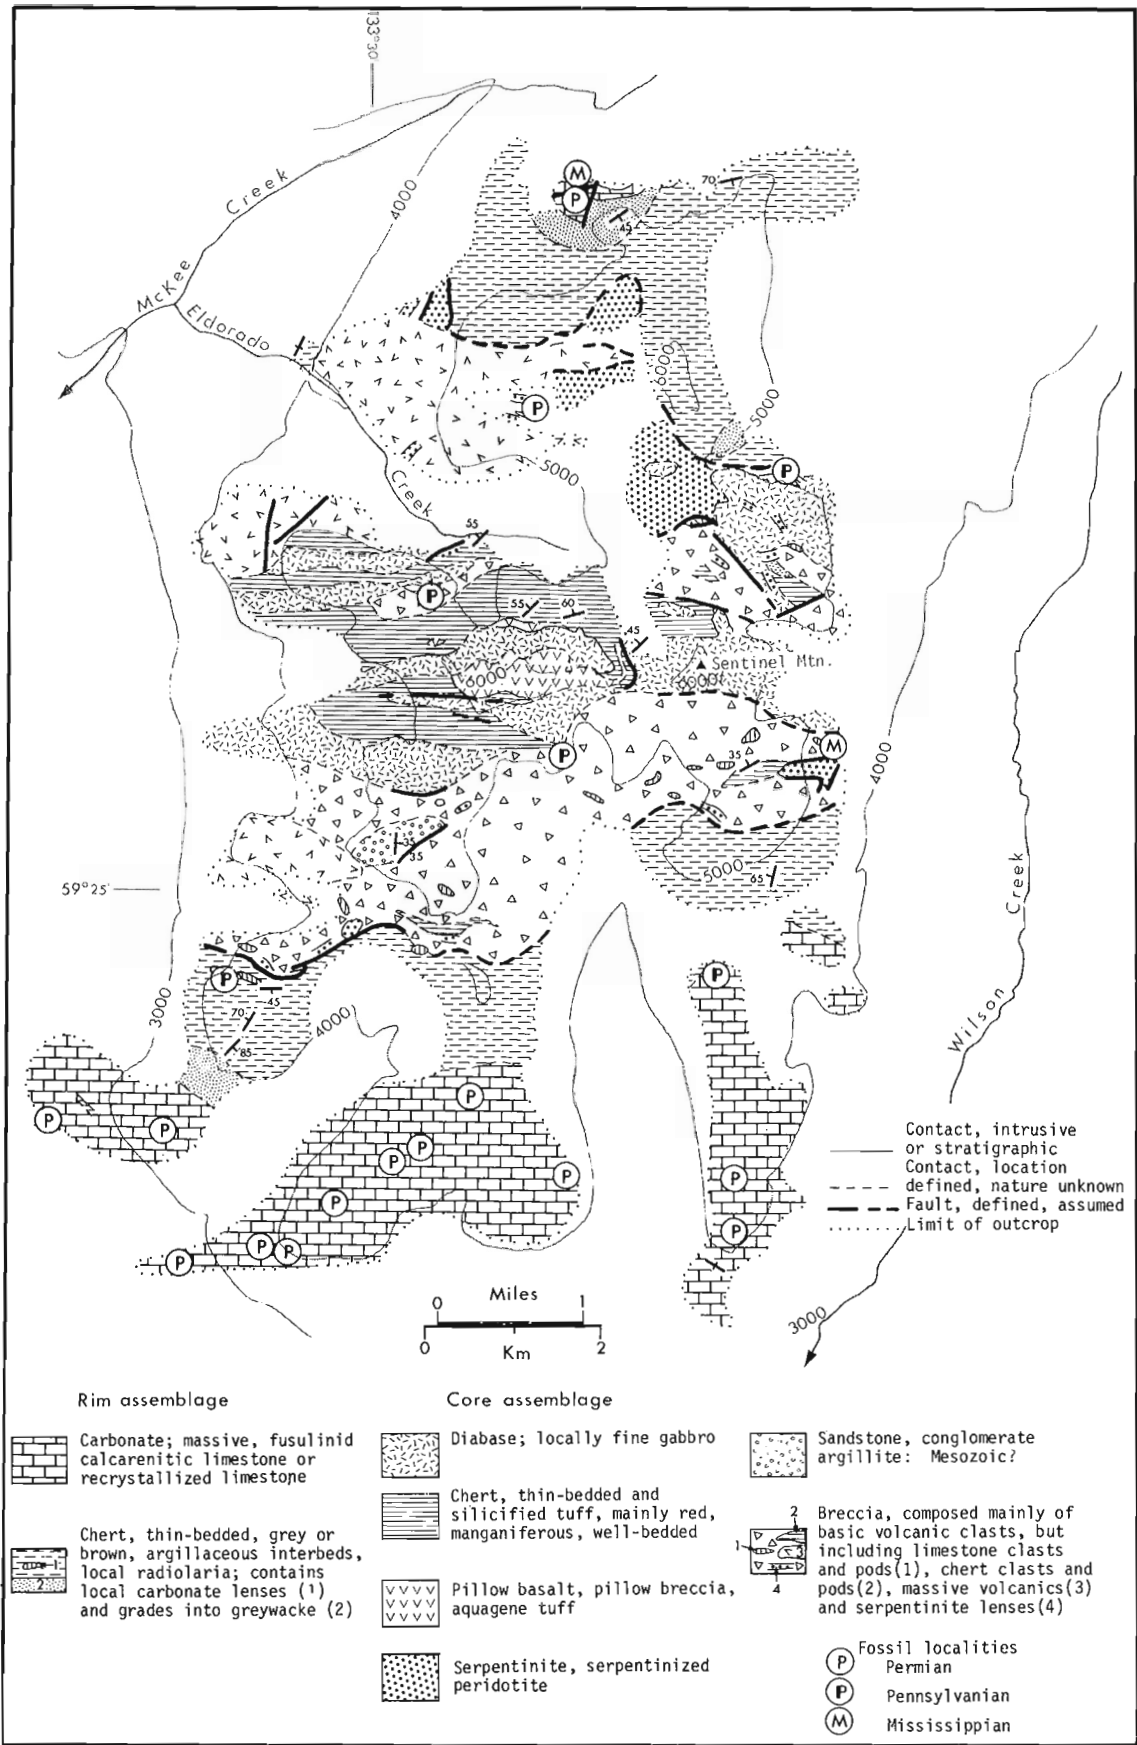 133°30'
McKee Creek
4000
M
P
70
45
Eldorado Creek
6000
5000
P
5000
P
55
P
55
60
45
Sentinel Mtn.
6000
6000
P
M
35
4000
35
35
5000
65
59°25'
Creek
Wilson
P
P
45
70
85
3000
4000
P
P
P
P
P
P
P
P
P
P
P
P
3000
Contact, intrusive
or stratigraphic
Contact, location
defined, nature unknown
Fault, defined, assumed
Limit of outcrop
Miles
0 1
0 2
Km
Rim assemblage
Carbonate; massive, fusulinid
calcarenitic limestone or
recrystallized limestone
1
2
Chert, thin-bedded, grey or
brown, argillaceous interbeds,
local radiolaria; contains
local carbonate lenses (1)
and grades into greywacke (2)
Core assemblage
Diabase; locally fine gabbro
Chert, thin-bedded and
silicified tuff, mainly red,
manganiferous, well-bedded
Pillow basalt, pillow breccia,
aquagene tuff
Serpentinite, serpentinized
peridotite
Sandstone, conglomerate
argillite: Mesozoic?
2
1
3
4
Breccia, composed mainly of
basic volcanic clasts, but
including limestone clasts
and pods(1), chert clasts and
pods(2), massive volcanics(3)
and serpentinite lenses(4)
Fossil localities
P Permian
P Pennsylvanian
M Mississippian